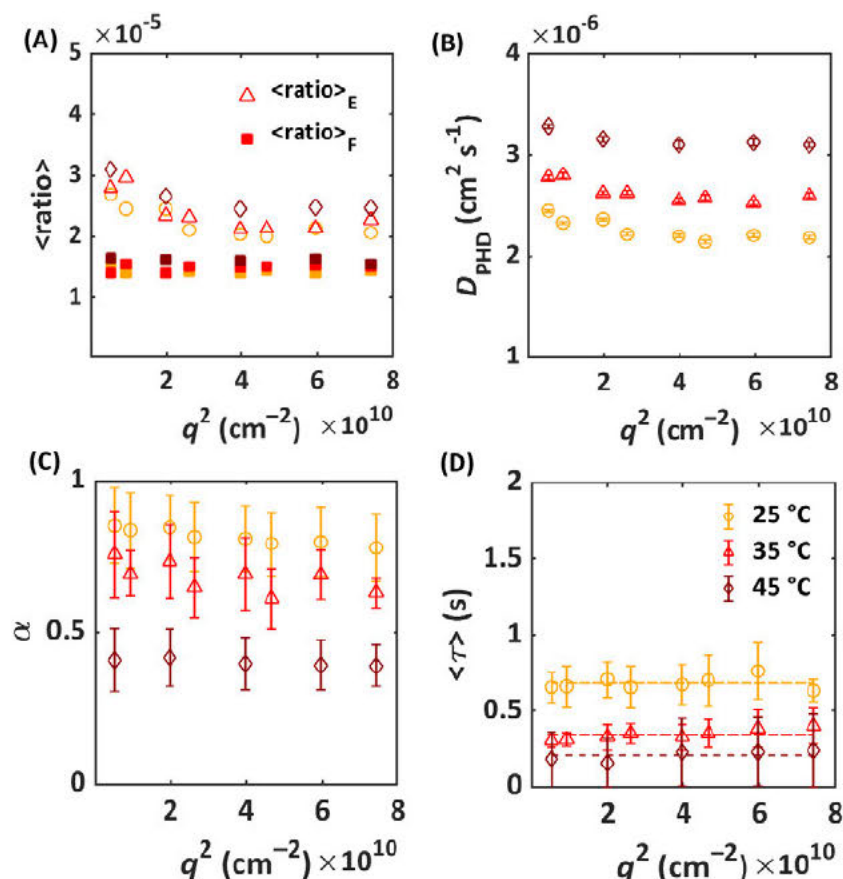 (A)
×10⁻⁵
5
4
3
2
1
<ratio>
<ratio>E
<ratio>F
2 4 6 8
q² (cm⁻²) ×10¹⁰
(B)
×10⁻⁶
4
3
2
1
D_PHD (cm² s⁻¹)
2 4 6 8
q² (cm⁻²) ×10¹⁰
(C)
1
0.5
0
α
2 4 6 8
q² (cm⁻²) ×10¹⁰
(D)
2
1.5
1
0.5
0
<τ> (s)
25 °C
35 °C
45 °C
2 4 6 8
q² (cm⁻²) ×10¹⁰